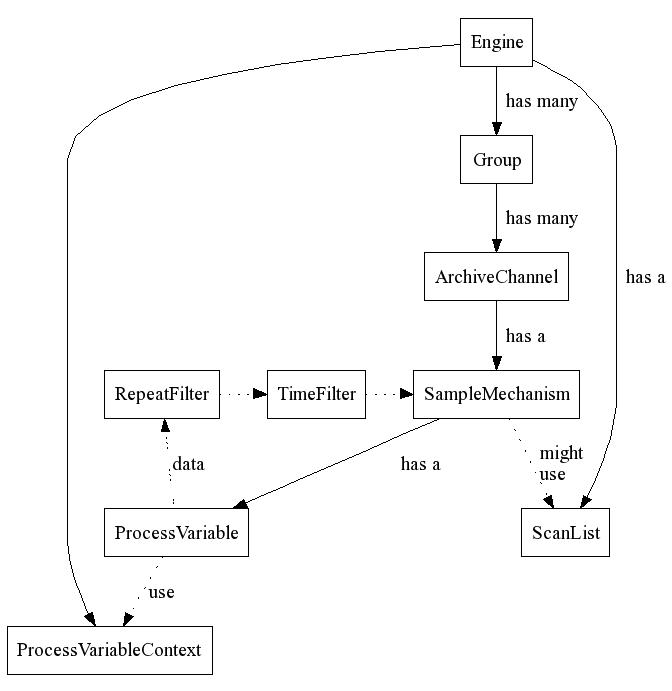 Engine
has many
Group
has many
ArchiveChannel
has a
has a
RepeatFilter
TimeFilter
SampleMechanism
data
has a
might
use
ProcessVariable
ScanList
use
ProcessVariableContext